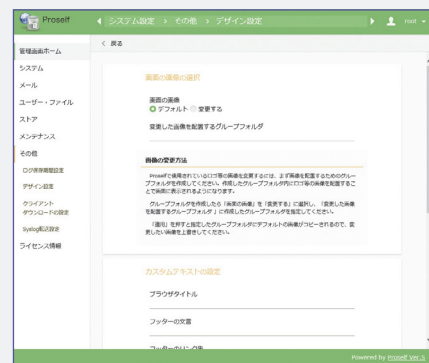 Proself
システム設定 › その他 › デザイン設定
root
管理画面ホーム
システム
メール
ユーザー・ファイル
ストア
メンテナンス
その他
ログ保存期間設定
デザイン設定
クライアント
ダウンロードの設定
Syslog転送設定
ライセンス情報
戻る
画面の画像の選択
画面の画像
デフォルト 変更する
変更した画像を配置するグループフォルダ
画像の変更方法
Proselfで使用されているロゴ等の画像を変更するには、まず画像を配置するためのグルー
プフォルダを作成してください。作成したグループフォルダ内にロゴ等の画像を配置するこ
とで画面に表示されるようになります。
グループフォルダを作成したら「画面の画像」を「変更する」に選択し、「変更した画像
を配置するグループフォルダ」に作成したグループフォルダを指定してください。
「適用」を押すと指定したグループフォルダにデフォルトの画像がコピーされるので、変
更したい画像を上書きしてください。
カスタムテキストの設定
ブラウザタイトル
フッターの文言
フッターのリンク先
Powered by Proself Ver.5